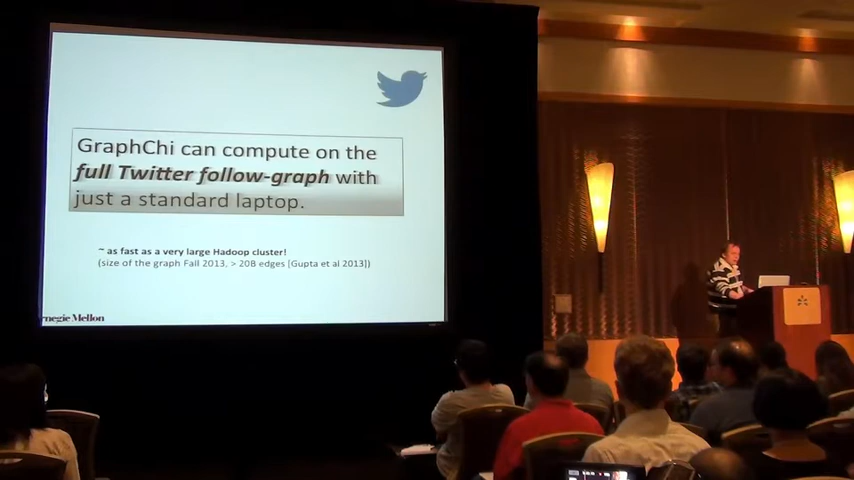 GraphChi can compute on the
full Twitter follow-graph with
just a standard laptop.
~ as fast as a very large Hadoop cluster!
(size of the graph Fall 2013, > 20B edges [Gupta et al 2013])
rnegie Mellon